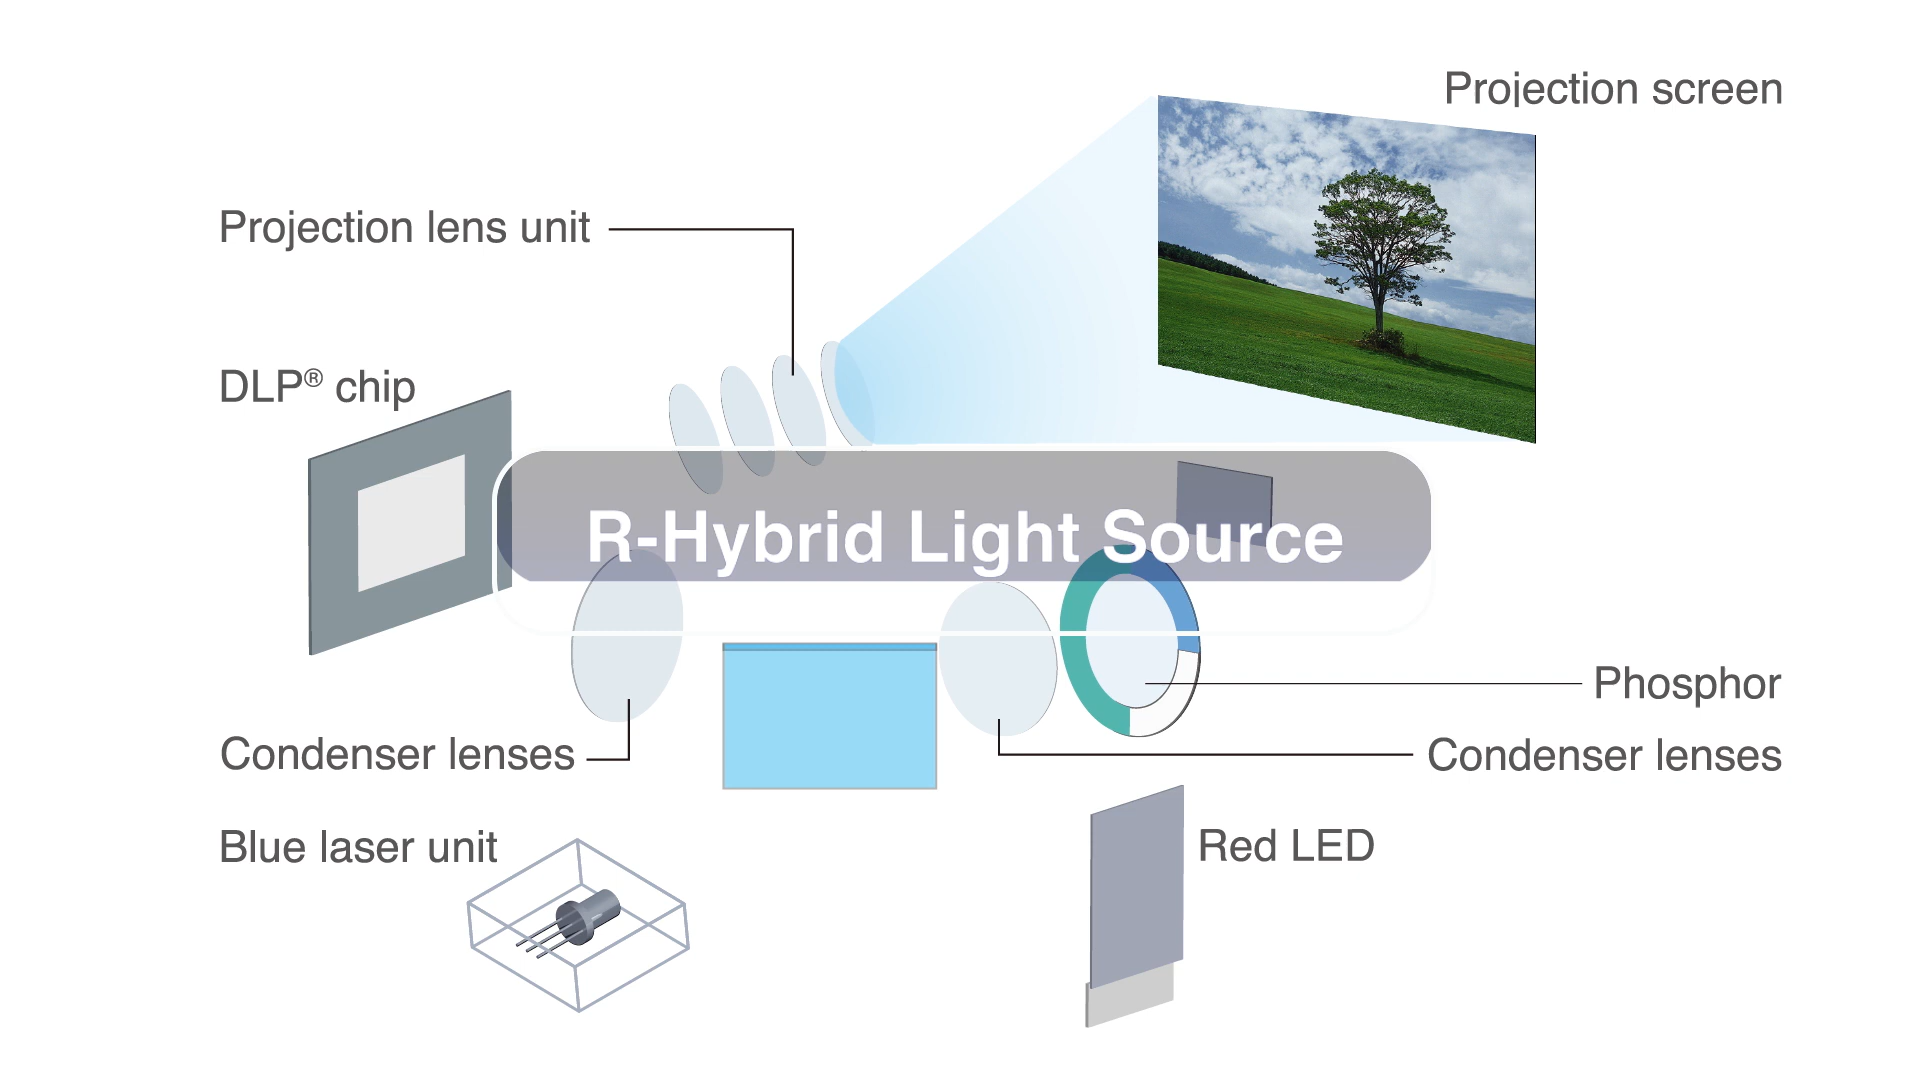 Projection screen
Projection lens unit
DLP® chip
R-Hybrid Light Source
Phosphor
Condenser lenses
Condenser lenses
Blue laser unit
Red LED